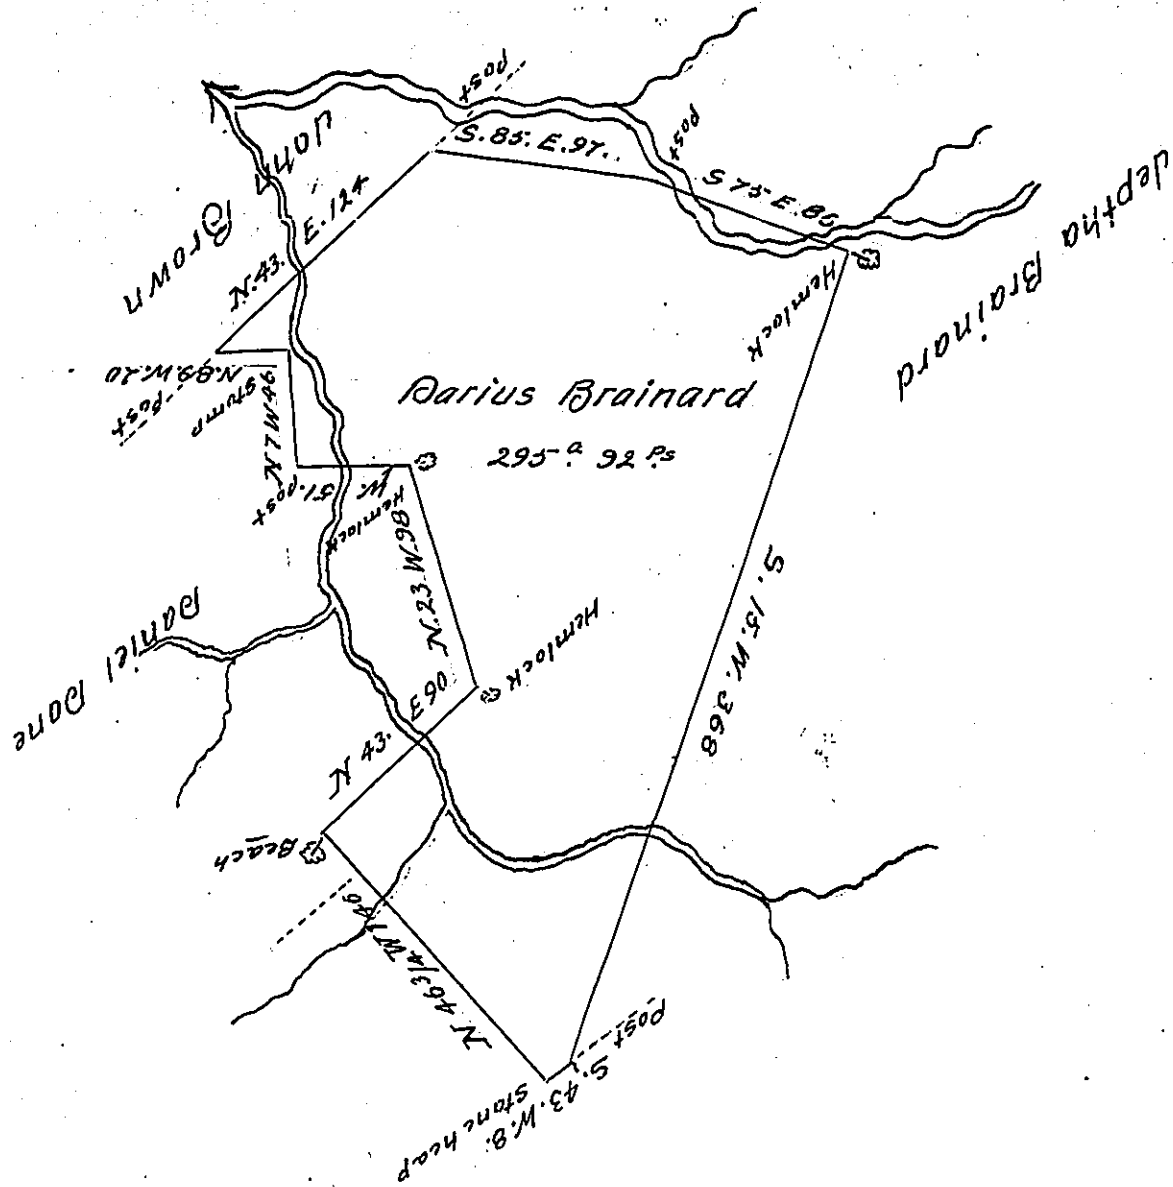 post
S. 85. E. 97.
post
S 75 E. 86
Jeptha Brainard
Hemlock
John Brown
N. 43. E. 124
N. 89. W. 20
post
stump
N 7 W 46
Darius Brainard
295 a 92 Ps
W. 51. post
Hemlock
N. 23 W. 98
Hemlock
S. 15. W. 368
Daniel Dane
N 43. E 90
Beach
N 46 3/4 W 146
Post
S. 43. W. 8.
stone heap